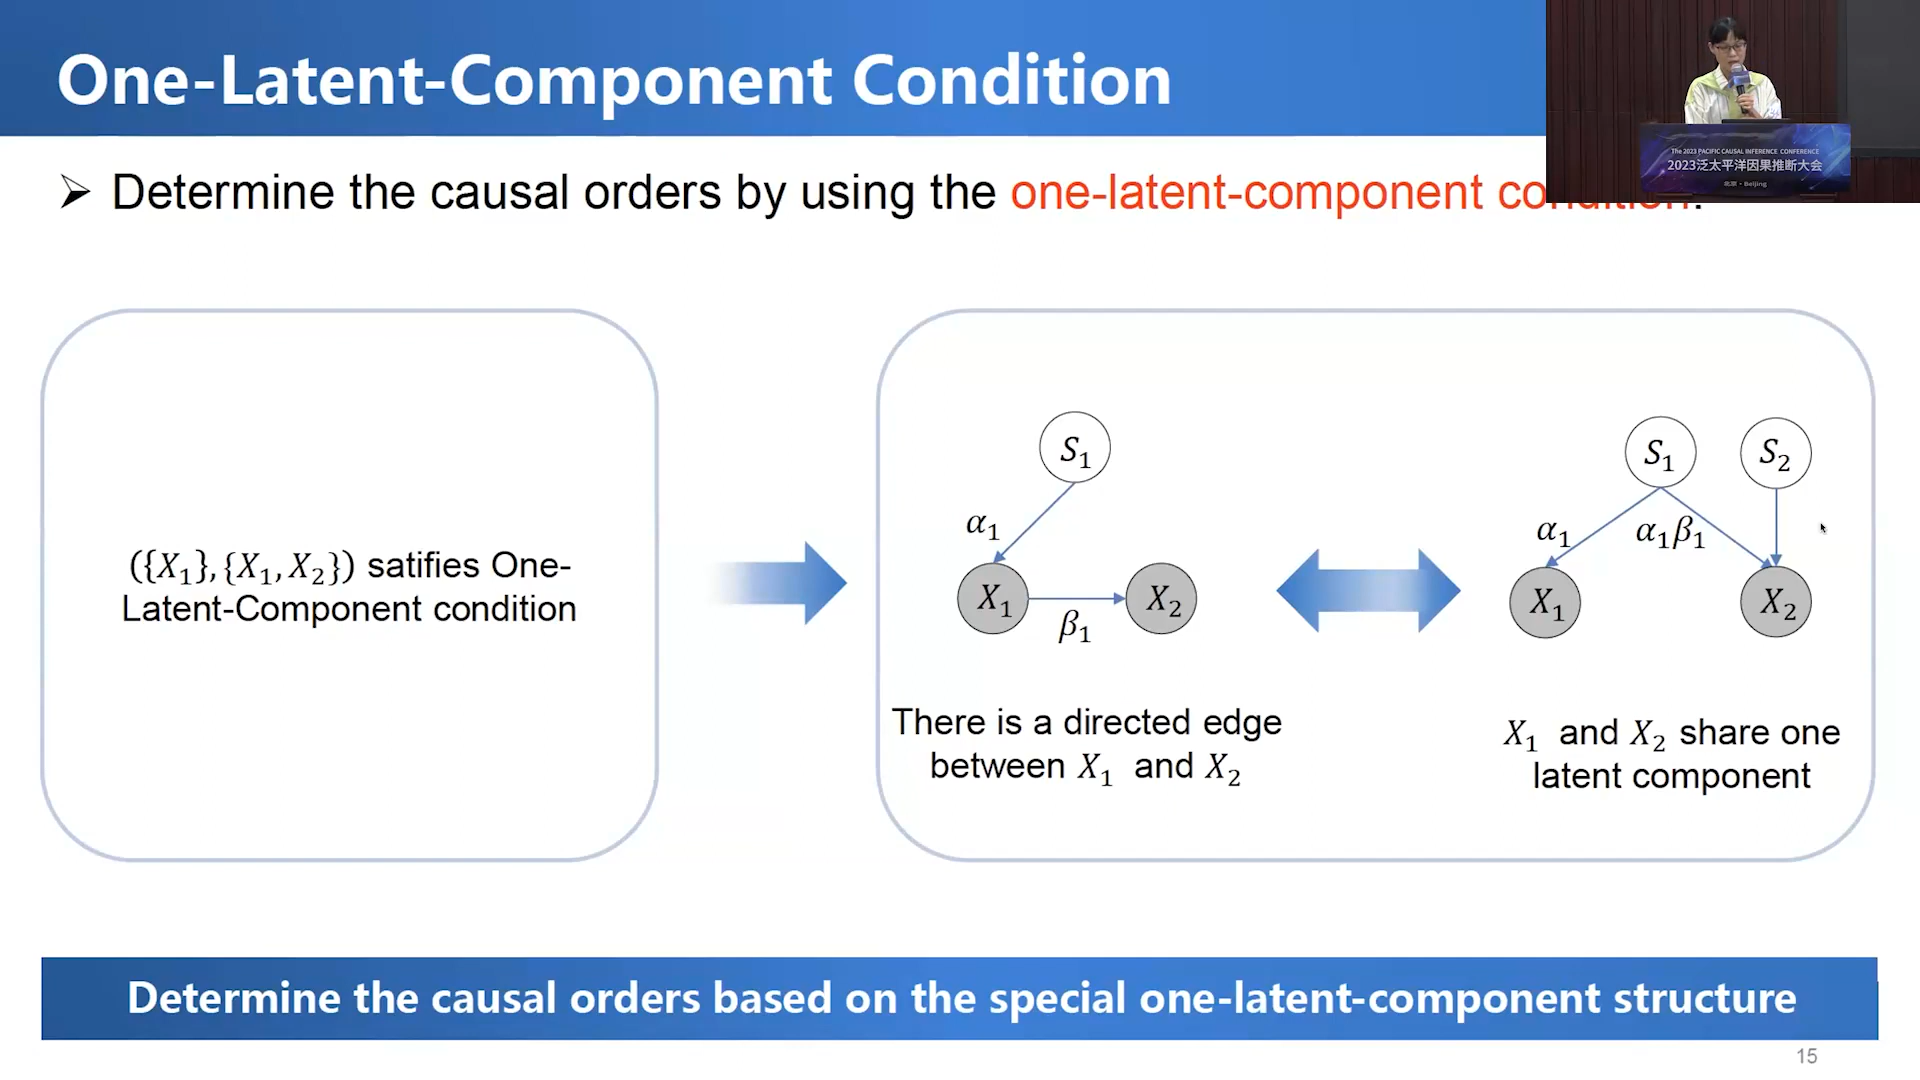 One-Latent-Component Condition
The 2023 PACIFIC CAUSAL INFERENCE CONFERENCE
2023泛太平洋因果推断大会
北京·Beijing
➢ Determine the causal orders by using the one-latent-component condition.
({X₁}, {X₁, X₂}) satifies One-
Latent-Component condition
S₁
α₁
X₁
β₁
X₂
There is a directed edge
between X₁ and X₂
S₁
S₂
α₁
α₁β₁
X₁
X₂
X₁ and X₂ share one
latent component
Determine the causal orders based on the special one-latent-component structure
15